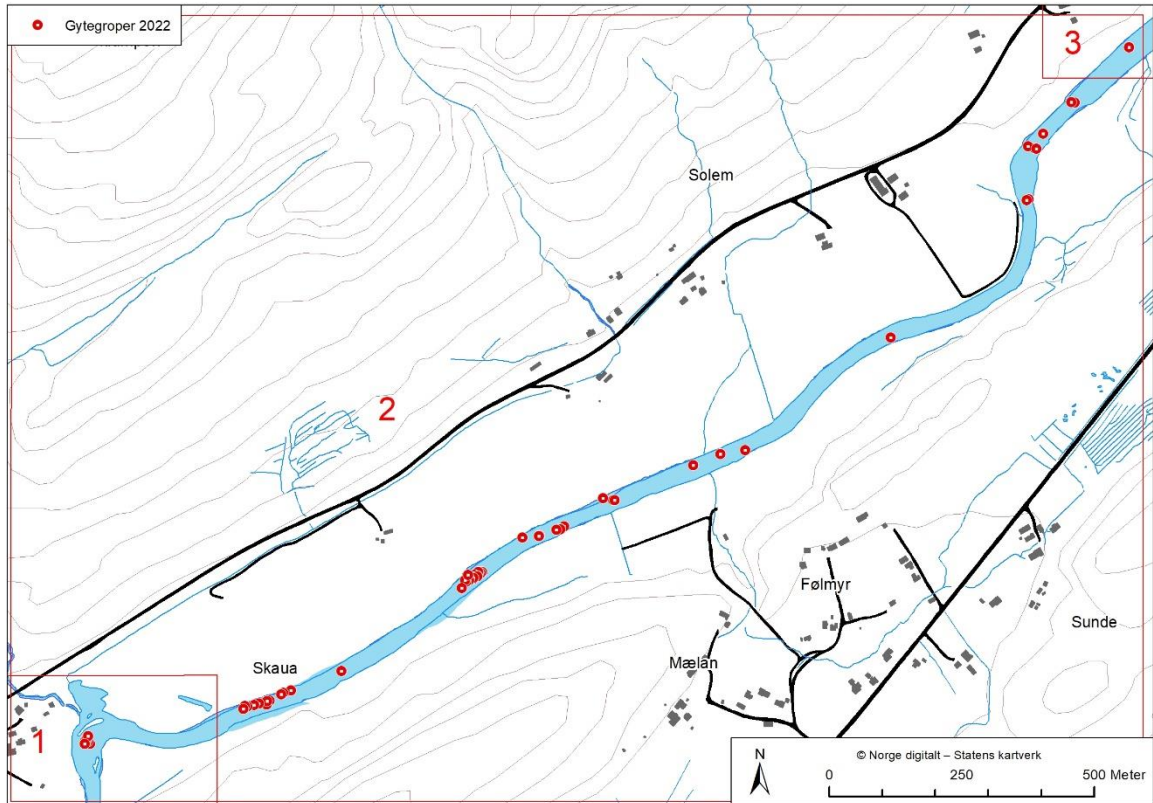 Gytegroper 2022
3
Solem
2
Følmyr
Sunde
Mælan
Skaua
1
N
© Norge digitalt – Statens kartverk
0 250 500 Meter